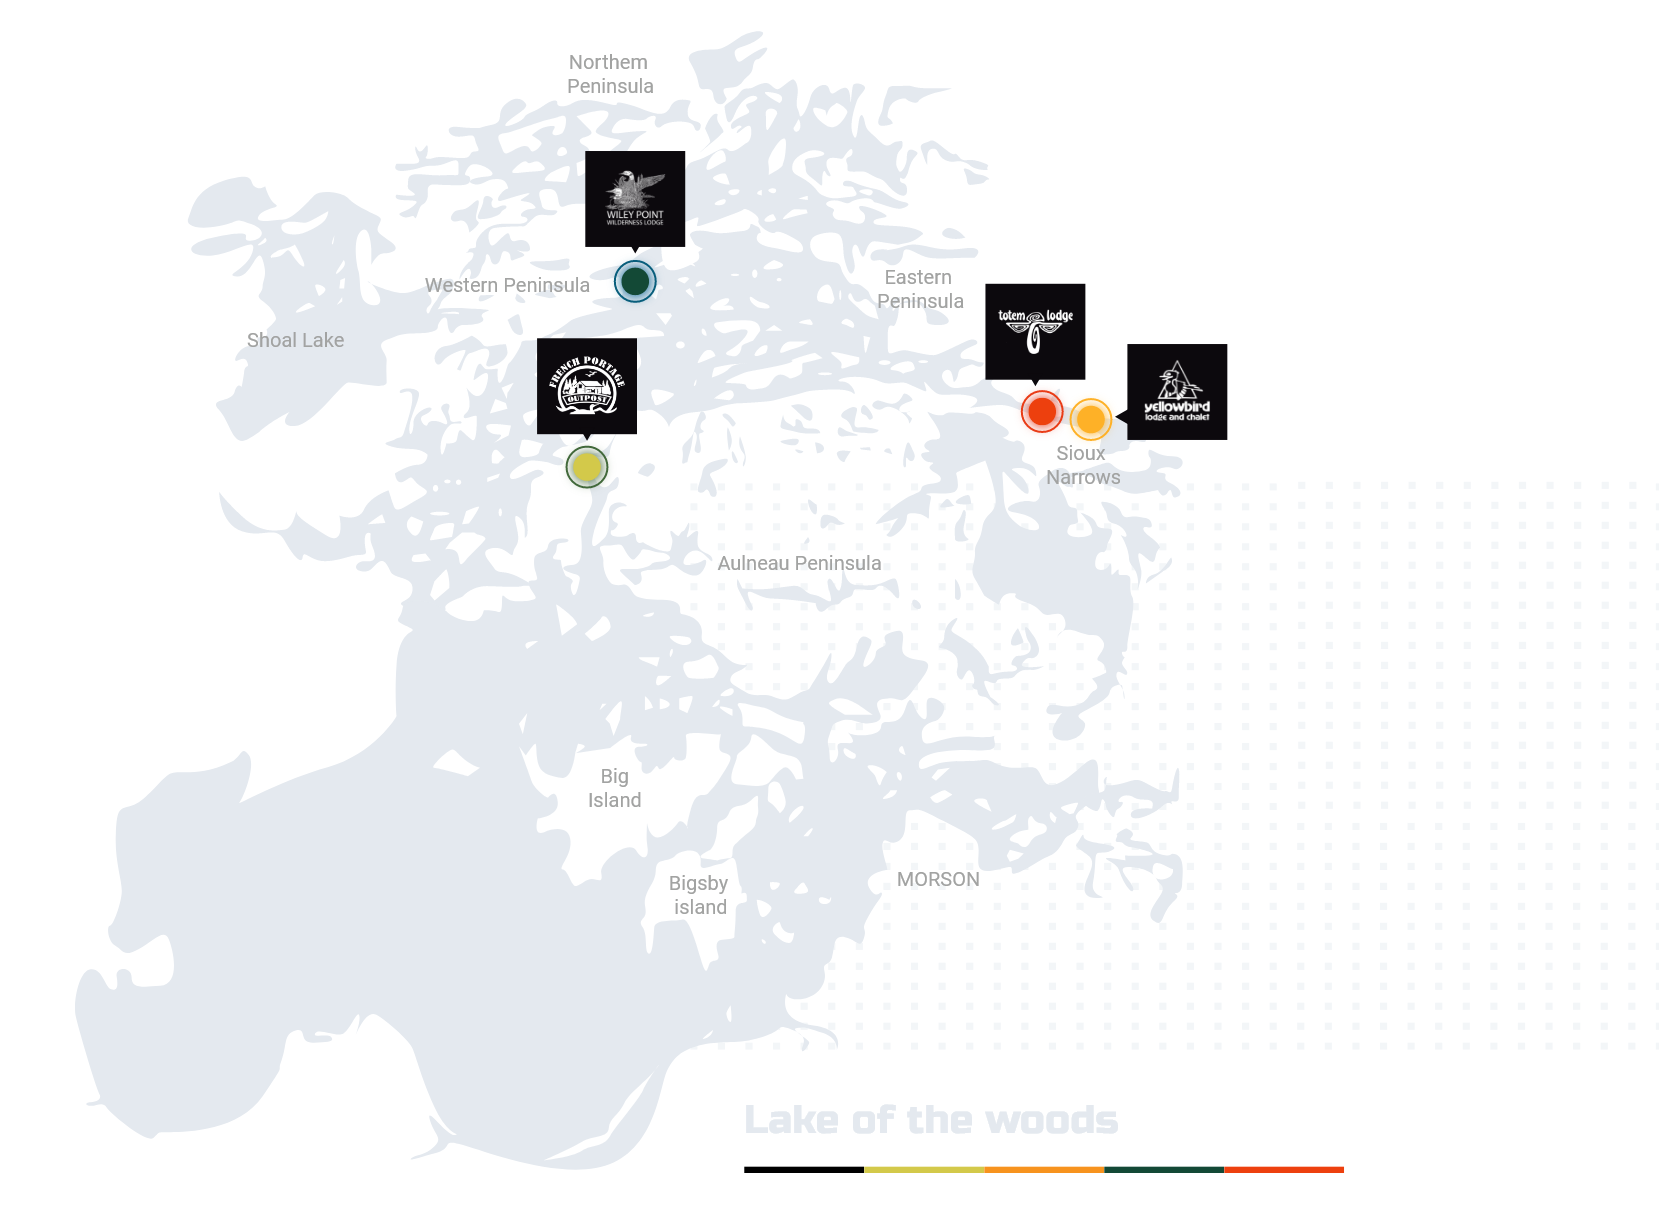 Northem
Peninsula
WILEY POINT
WILDERNESS LODGE
Western Peninsula
Eastern
Peninsula
totem lodge
Shoal Lake
FRENCH PORTAGE
OUTPOST
yellowbird
lodge and chalet
Sioux
Narrows
Aulneau Peninsula
Big
Island
Bigsby
island
MORSON
Lake of the woods